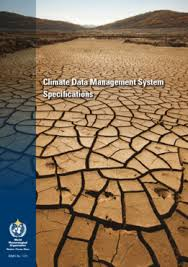 Climate Data Management System
Specifications
World
Meteorological
Organization